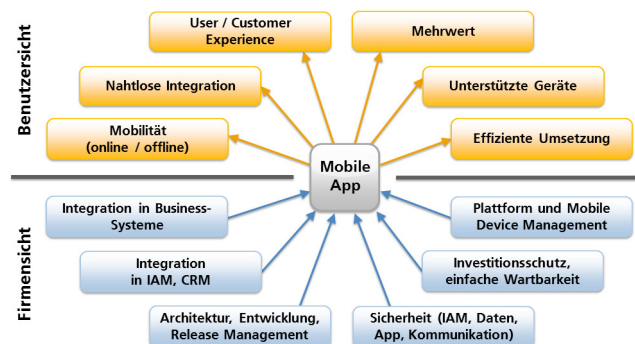 Benutzersicht
User / Customer
Experience
Mehrwert
Nahtlose Integration
Unterstützte Geräte
Mobilität
(online / offline)
Effiziente Umsetzung
Mobile
App
Firmensicht
Integration in Business-
Systeme
Plattform und Mobile
Device Management
Integration
in IAM, CRM
Investitionsschutz,
einfache Wartbarkeit
Architektur, Entwicklung,
Release Management
Sicherheit (IAM, Daten,
App, Kommunikation)